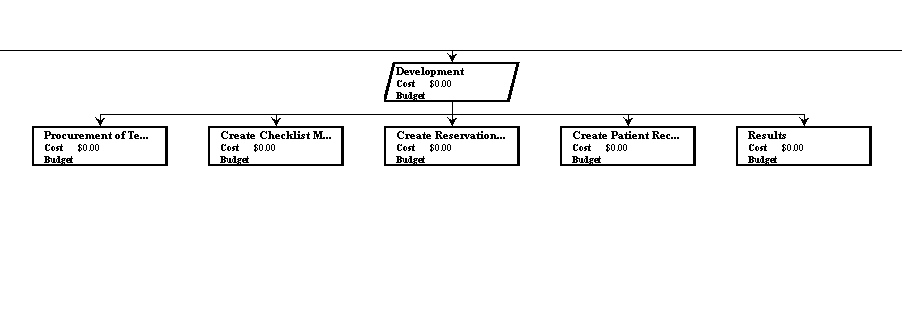 Development
Cost $0.00
Budget
Procurement of Te...
Cost $0.00
Budget
Create Checklist M...
Cost $0.00
Budget
Create Reservation...
Cost $0.00
Budget
Create Patient Rec...
Cost $0.00
Budget
Results
Cost $0.00
Budget